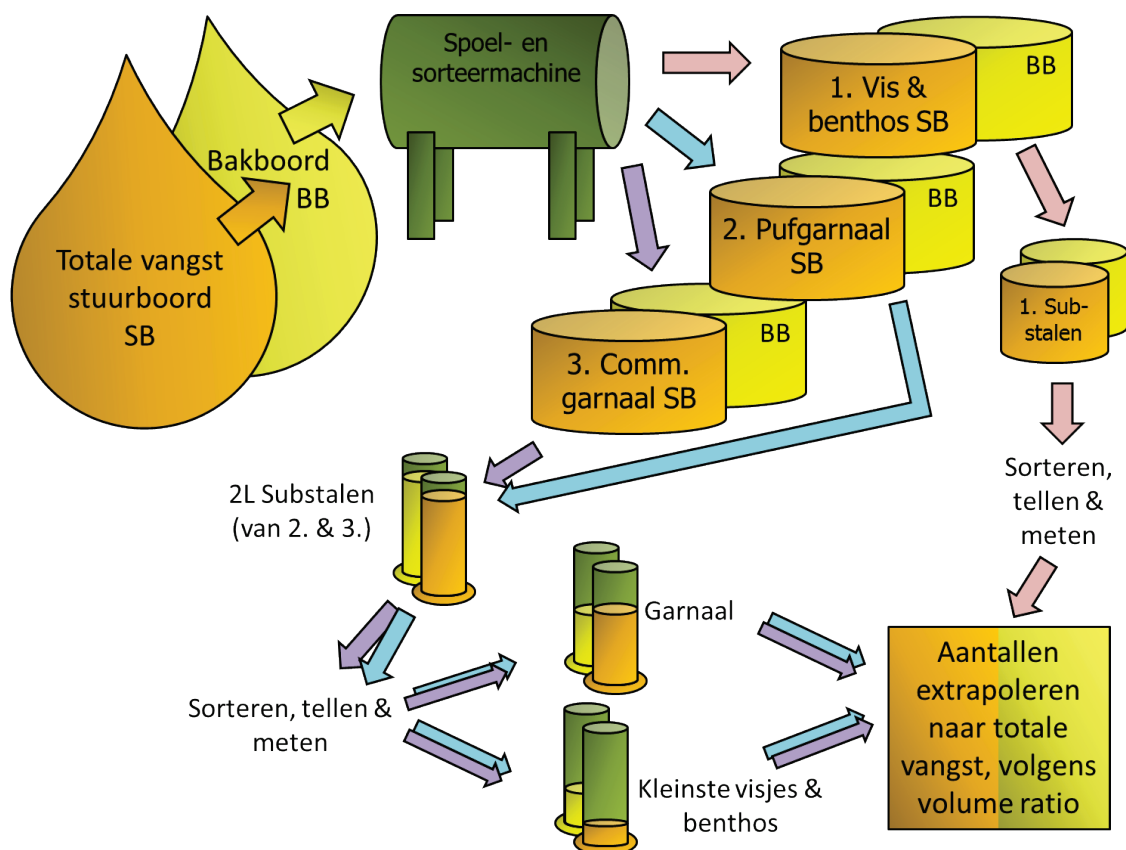 Spoel- en
sorteermachine
Bakboord
BB
Totale vangst
stuurboord
SB
1. Vis &
benthos SB
BB
2. Pufgarnaal
SB
BB
3. Comm.
garnaal SB
BB
1. Sub-
stalen
Sorteren,
tellen &
meten
2L Substalen
(van 2. & 3.)
Garnaal
Sorteren, tellen &
meten
Kleinste visjes &
benthos
Aantallen
extrapoleren
naar totale
vangst, volgens
volume ratio